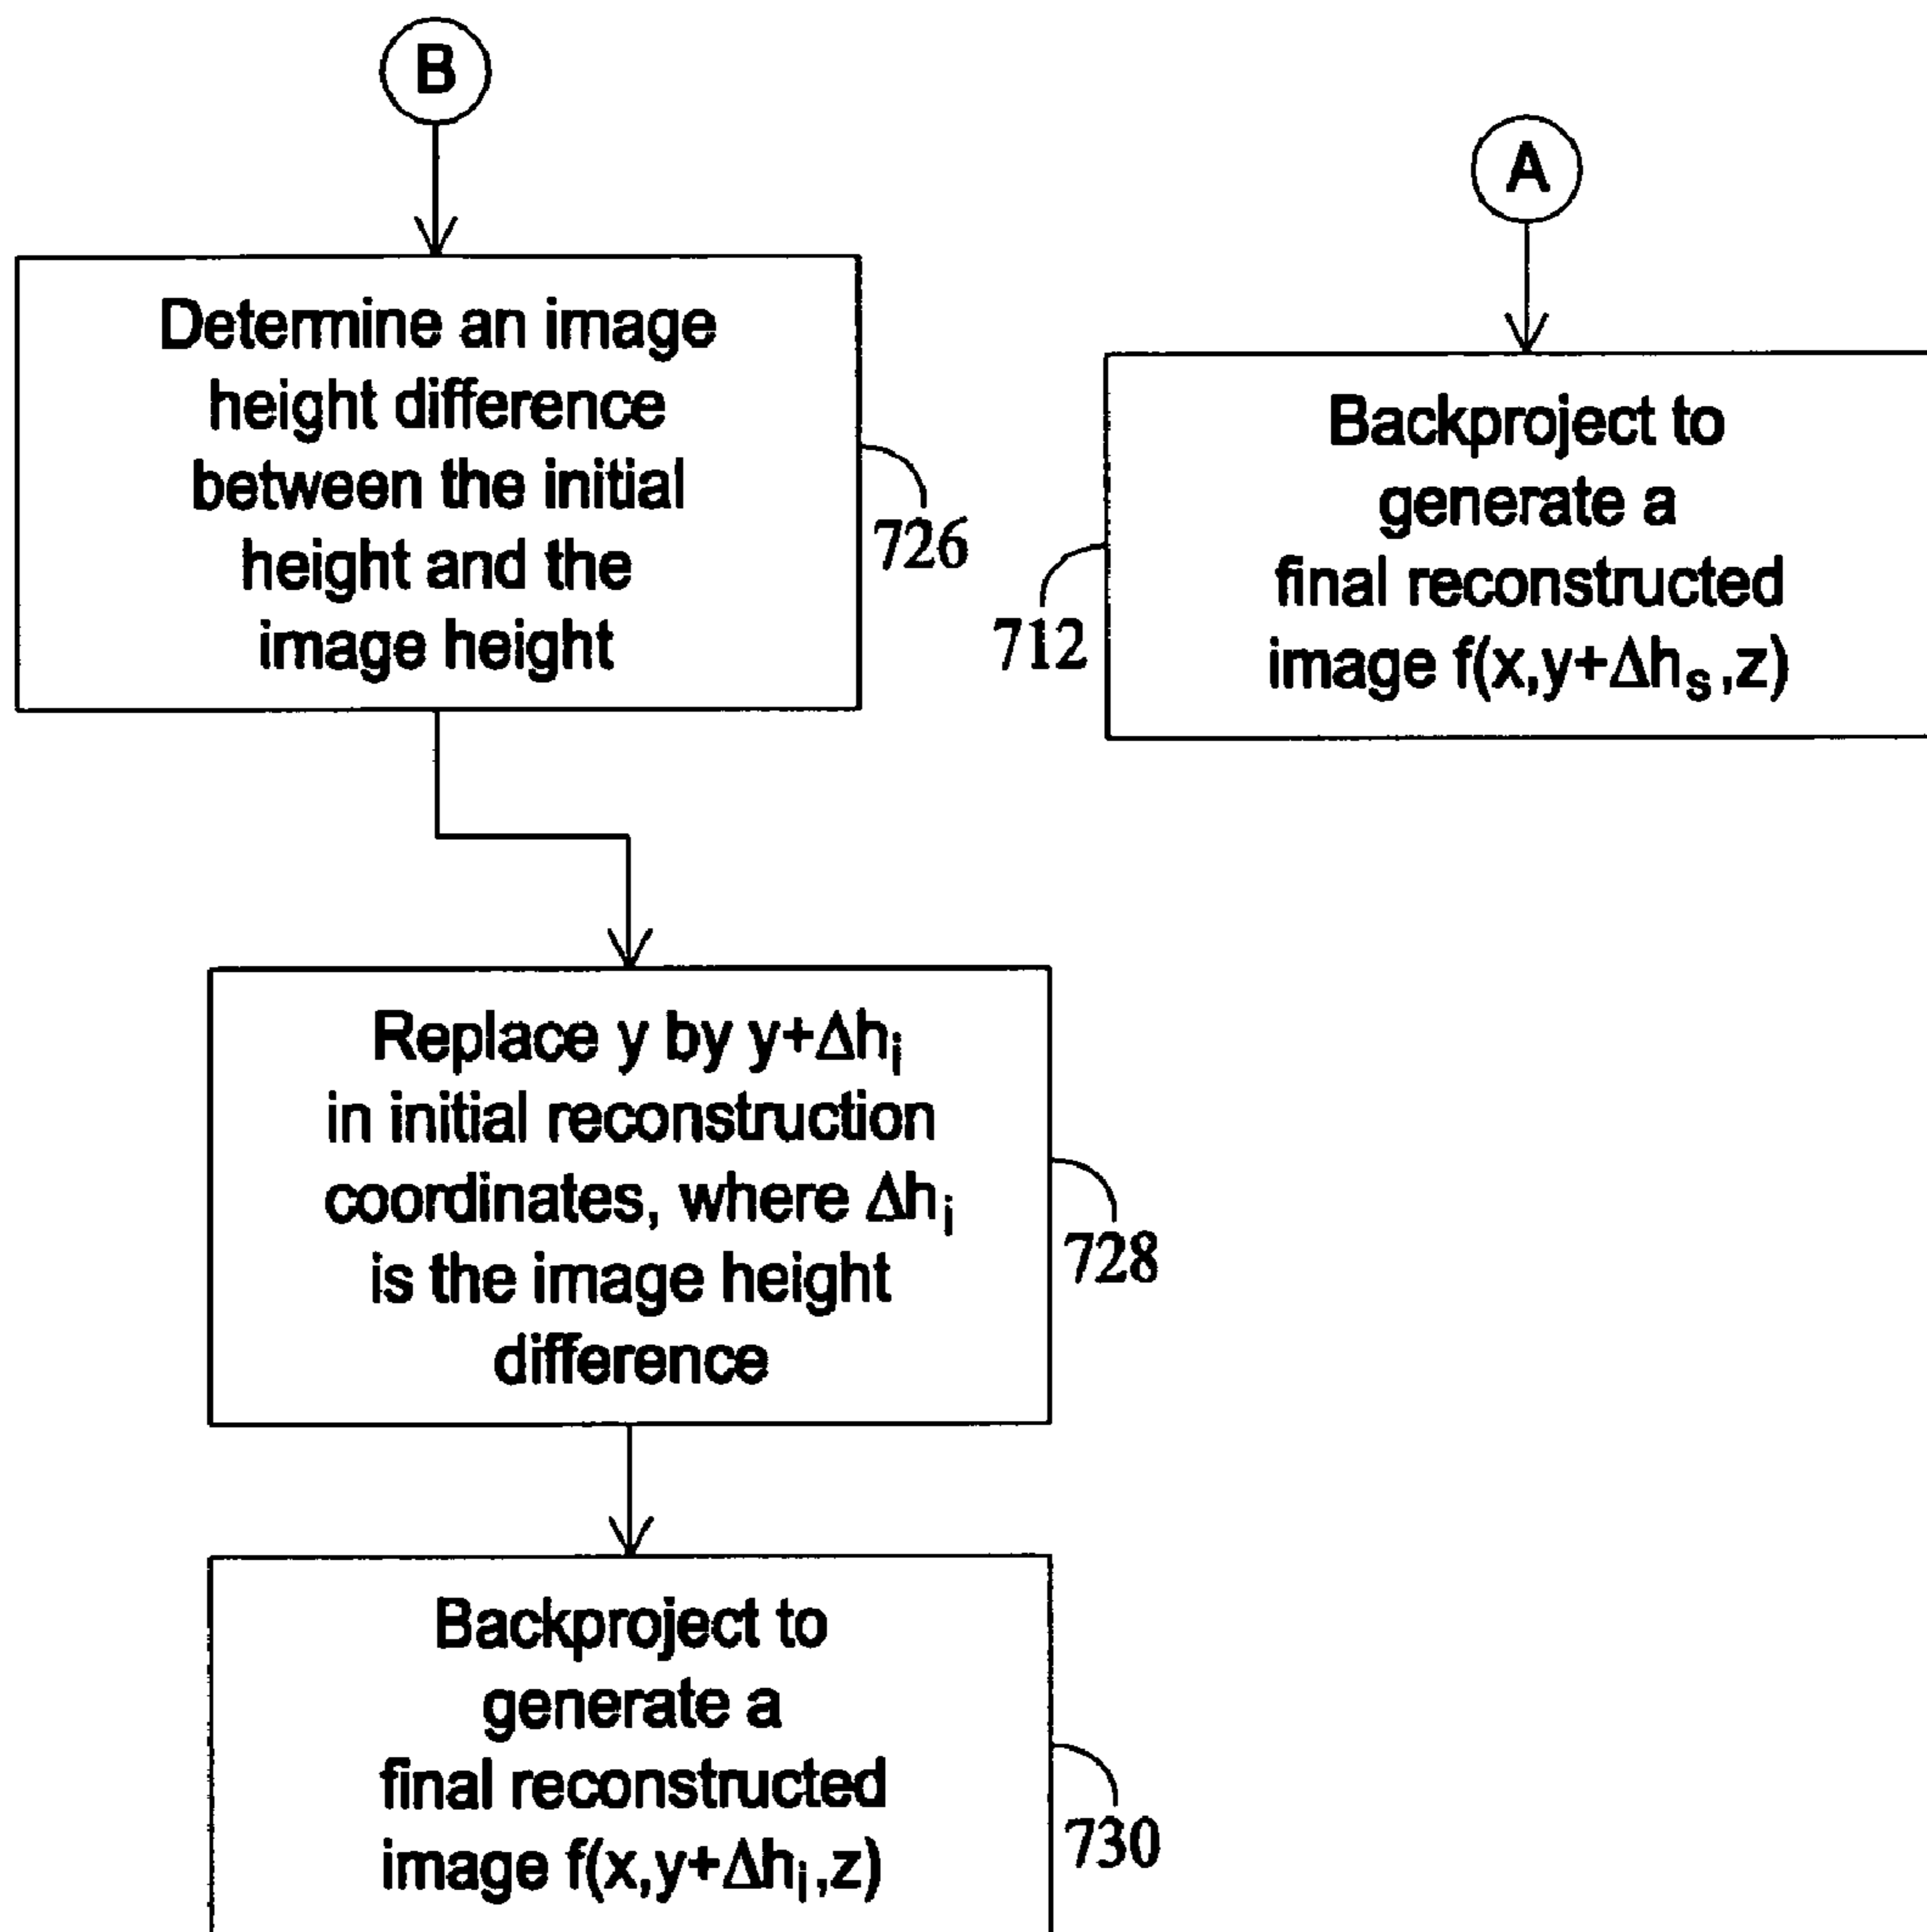 B
Determine an image
height difference
between the initial
height and the
image height
726
A
Backproject to
generate a
final reconstructed
image f(x,y+Δhₛ,z)
712
Replace y by y+Δhᵢ
in initial reconstruction
coordinates, where Δhᵢ
is the image height
difference
728
Backproject to
generate a
final reconstructed
image f(x,y+Δhᵢ,z)
730